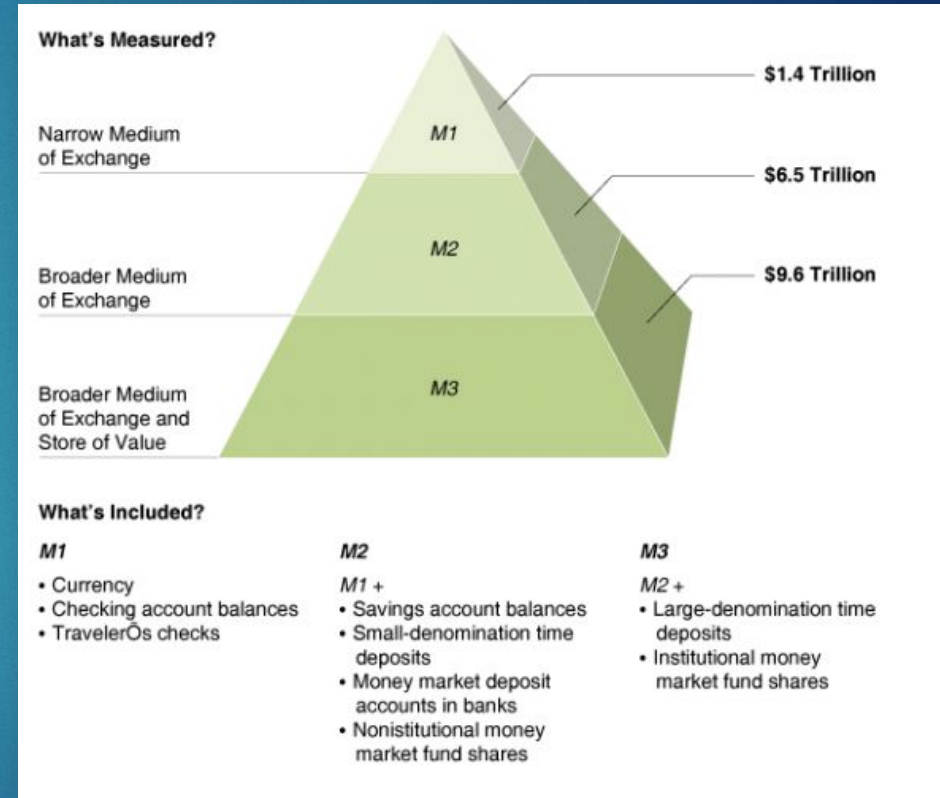 What's Measured?
$1.4 Trillion
Narrow Medium
of Exchange
M1
$6.5 Trillion
Broader Medium
of Exchange
M2
$9.6 Trillion
Broader Medium
of Exchange and
Store of Value
M3
What's Included?
M1
• Currency
• Checking account balances
• TravelerÕs checks
M2
M1 +
• Savings account balances
• Small-denomination time
deposits
• Money market deposit
accounts in banks
• Nonistitutional money
market fund shares
M3
M2 +
• Large-denomination time
deposits
• Institutional money
market fund shares